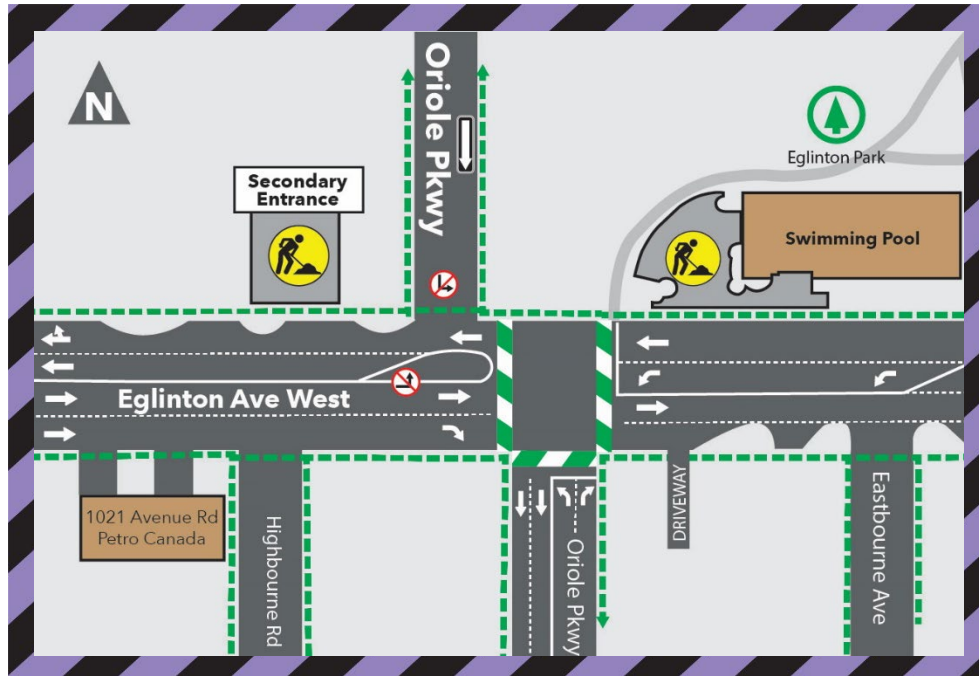 N
Oriole Pkwy
Eglinton Park
Secondary
Entrance
Swimming Pool
Eglinton Ave West
1021 Avenue Rd
Petro Canada
Highbourne Rd
Oriole Pkwy
DRIVEWAY
Eastbourne Ave